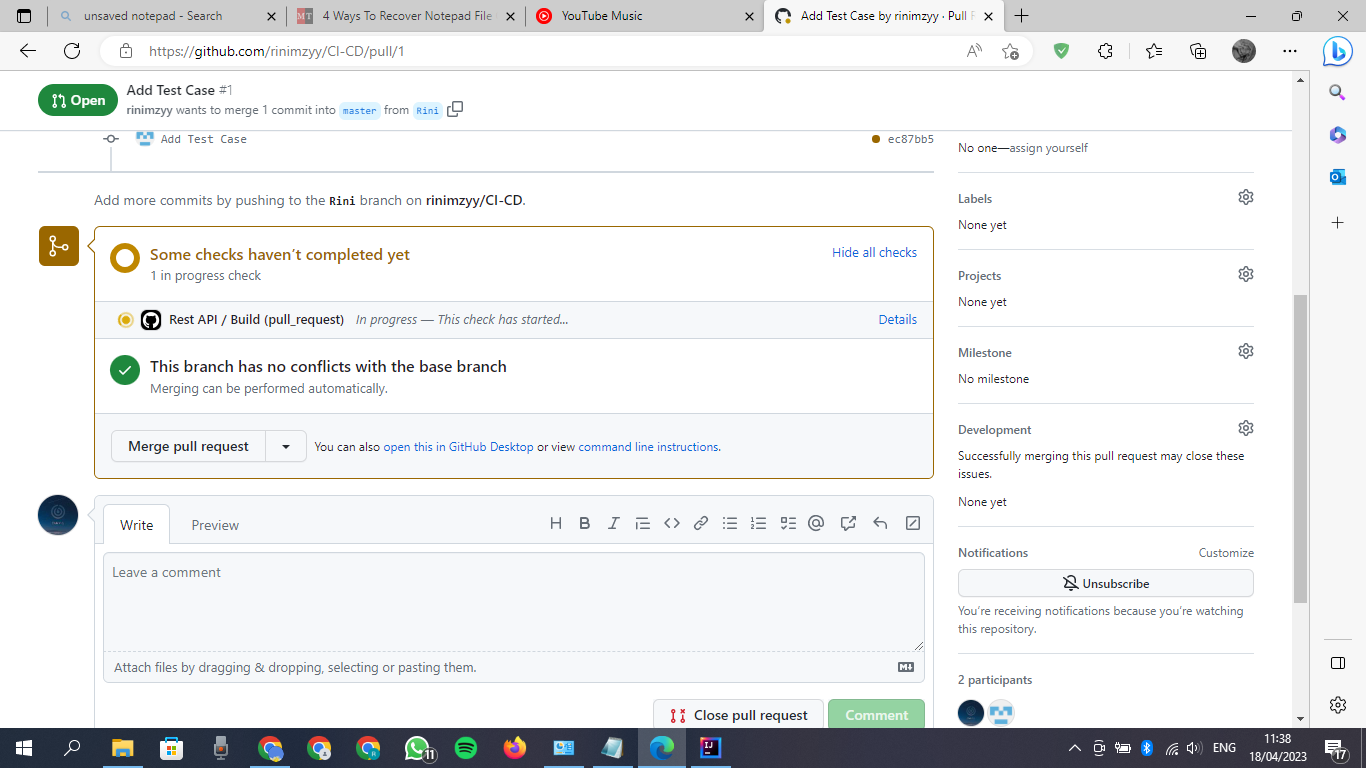 unsaved notepad - Search
4 Ways To Recover Notepad File
YouTube Music
Add Test Case by rinimzyy · Pull
https://github.com/rinimzyy/CI-CD/pull/1
Open
Add Test Case #1
rinimzyy wants to merge 1 commit into master from Rini
Add Test Case
ec87bb5
Add more commits by pushing to the Rini branch on rinimzyy/CI-CD.
Some checks haven't completed yet
1 in progress check
Hide all checks
Rest API / Build (pull_request) In progress — This check has started...
Details
This branch has no conflicts with the base branch
Merging can be performed automatically.
Merge pull request
You can also open this in GitHub Desktop or view command line instructions.
Write
Preview
Leave a comment
Attach files by dragging & dropping, selecting or pasting them.
Close pull request
Comment
No one—assign yourself
Labels
None yet
Projects
None yet
Milestone
No milestone
Development
Successfully merging this pull request may close these
issues.
None yet
Notifications
Customize
Unsubscribe
You're receiving notifications because you're watching
this repository.
2 participants
11
ENG
11:38
18/04/2023
17